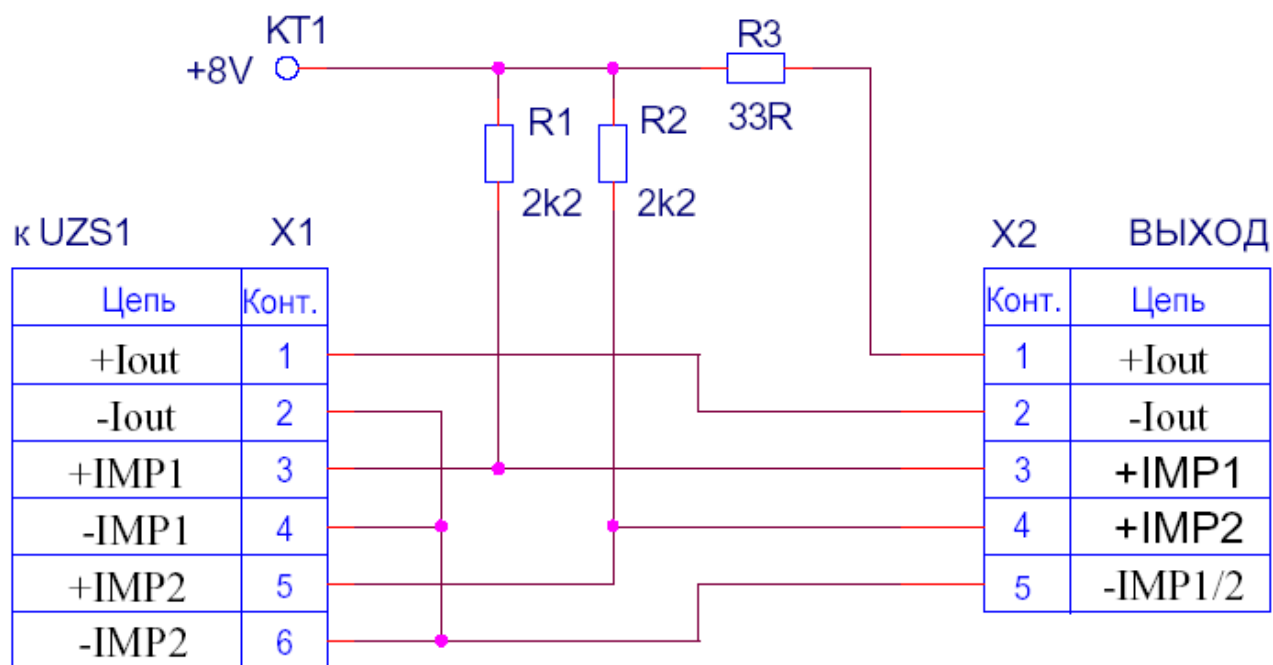 KT1
R3
+8V
R1
R2
33R
2k2
2k2
к UZS1
X1
X2
ВЫХОД
Цепь
Конт.
Конт.
Цепь
+Iout
1
1
+Iout
-Iout
2
2
-Iout
+IMP1
3
3
+IMP1
-IMP1
4
4
+IMP2
+IMP2
5
5
-IMP1/2
-IMP2
6